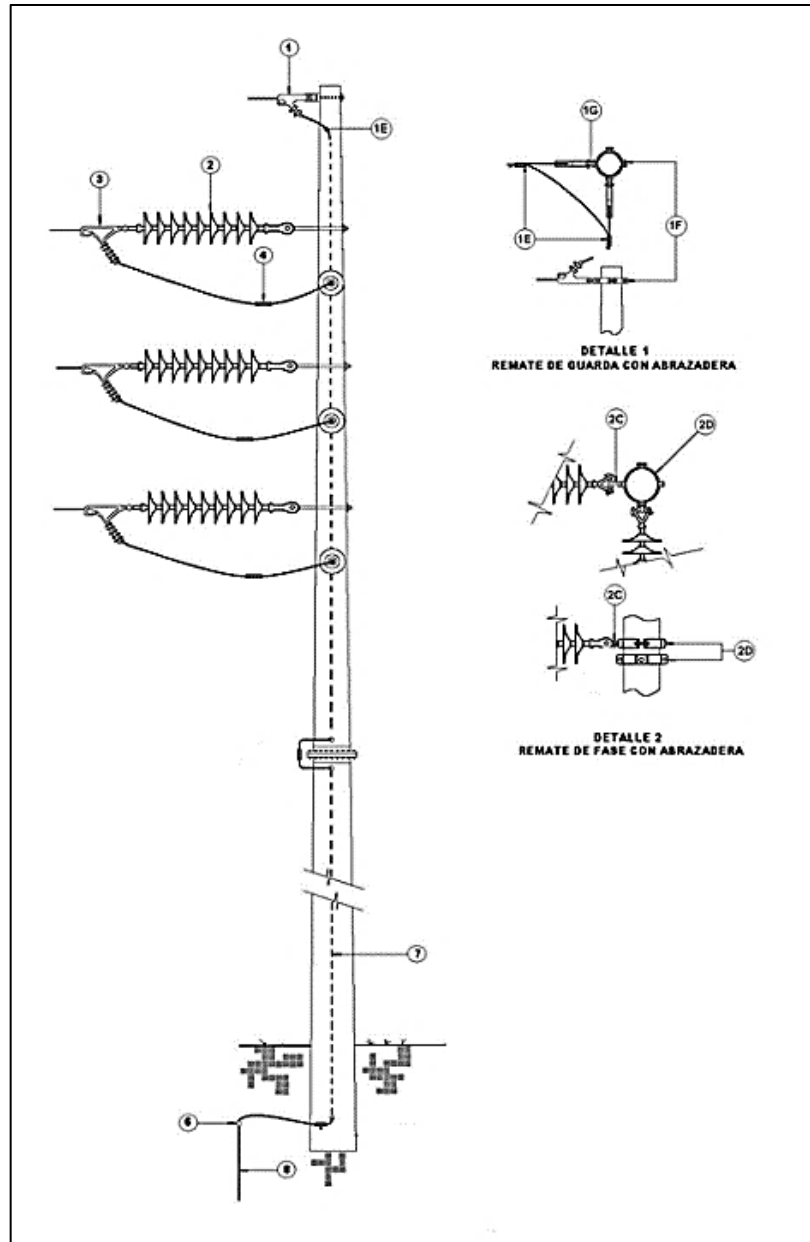 1
1E
2
3
4
7
6
8
1G
1E
1F
DETALLE 1
REMATE DE GUARDA CON ABRAZADERA
2C
2D
2C
2D
DETALLE 2
REMATE DE FASE CON ABRAZADERA